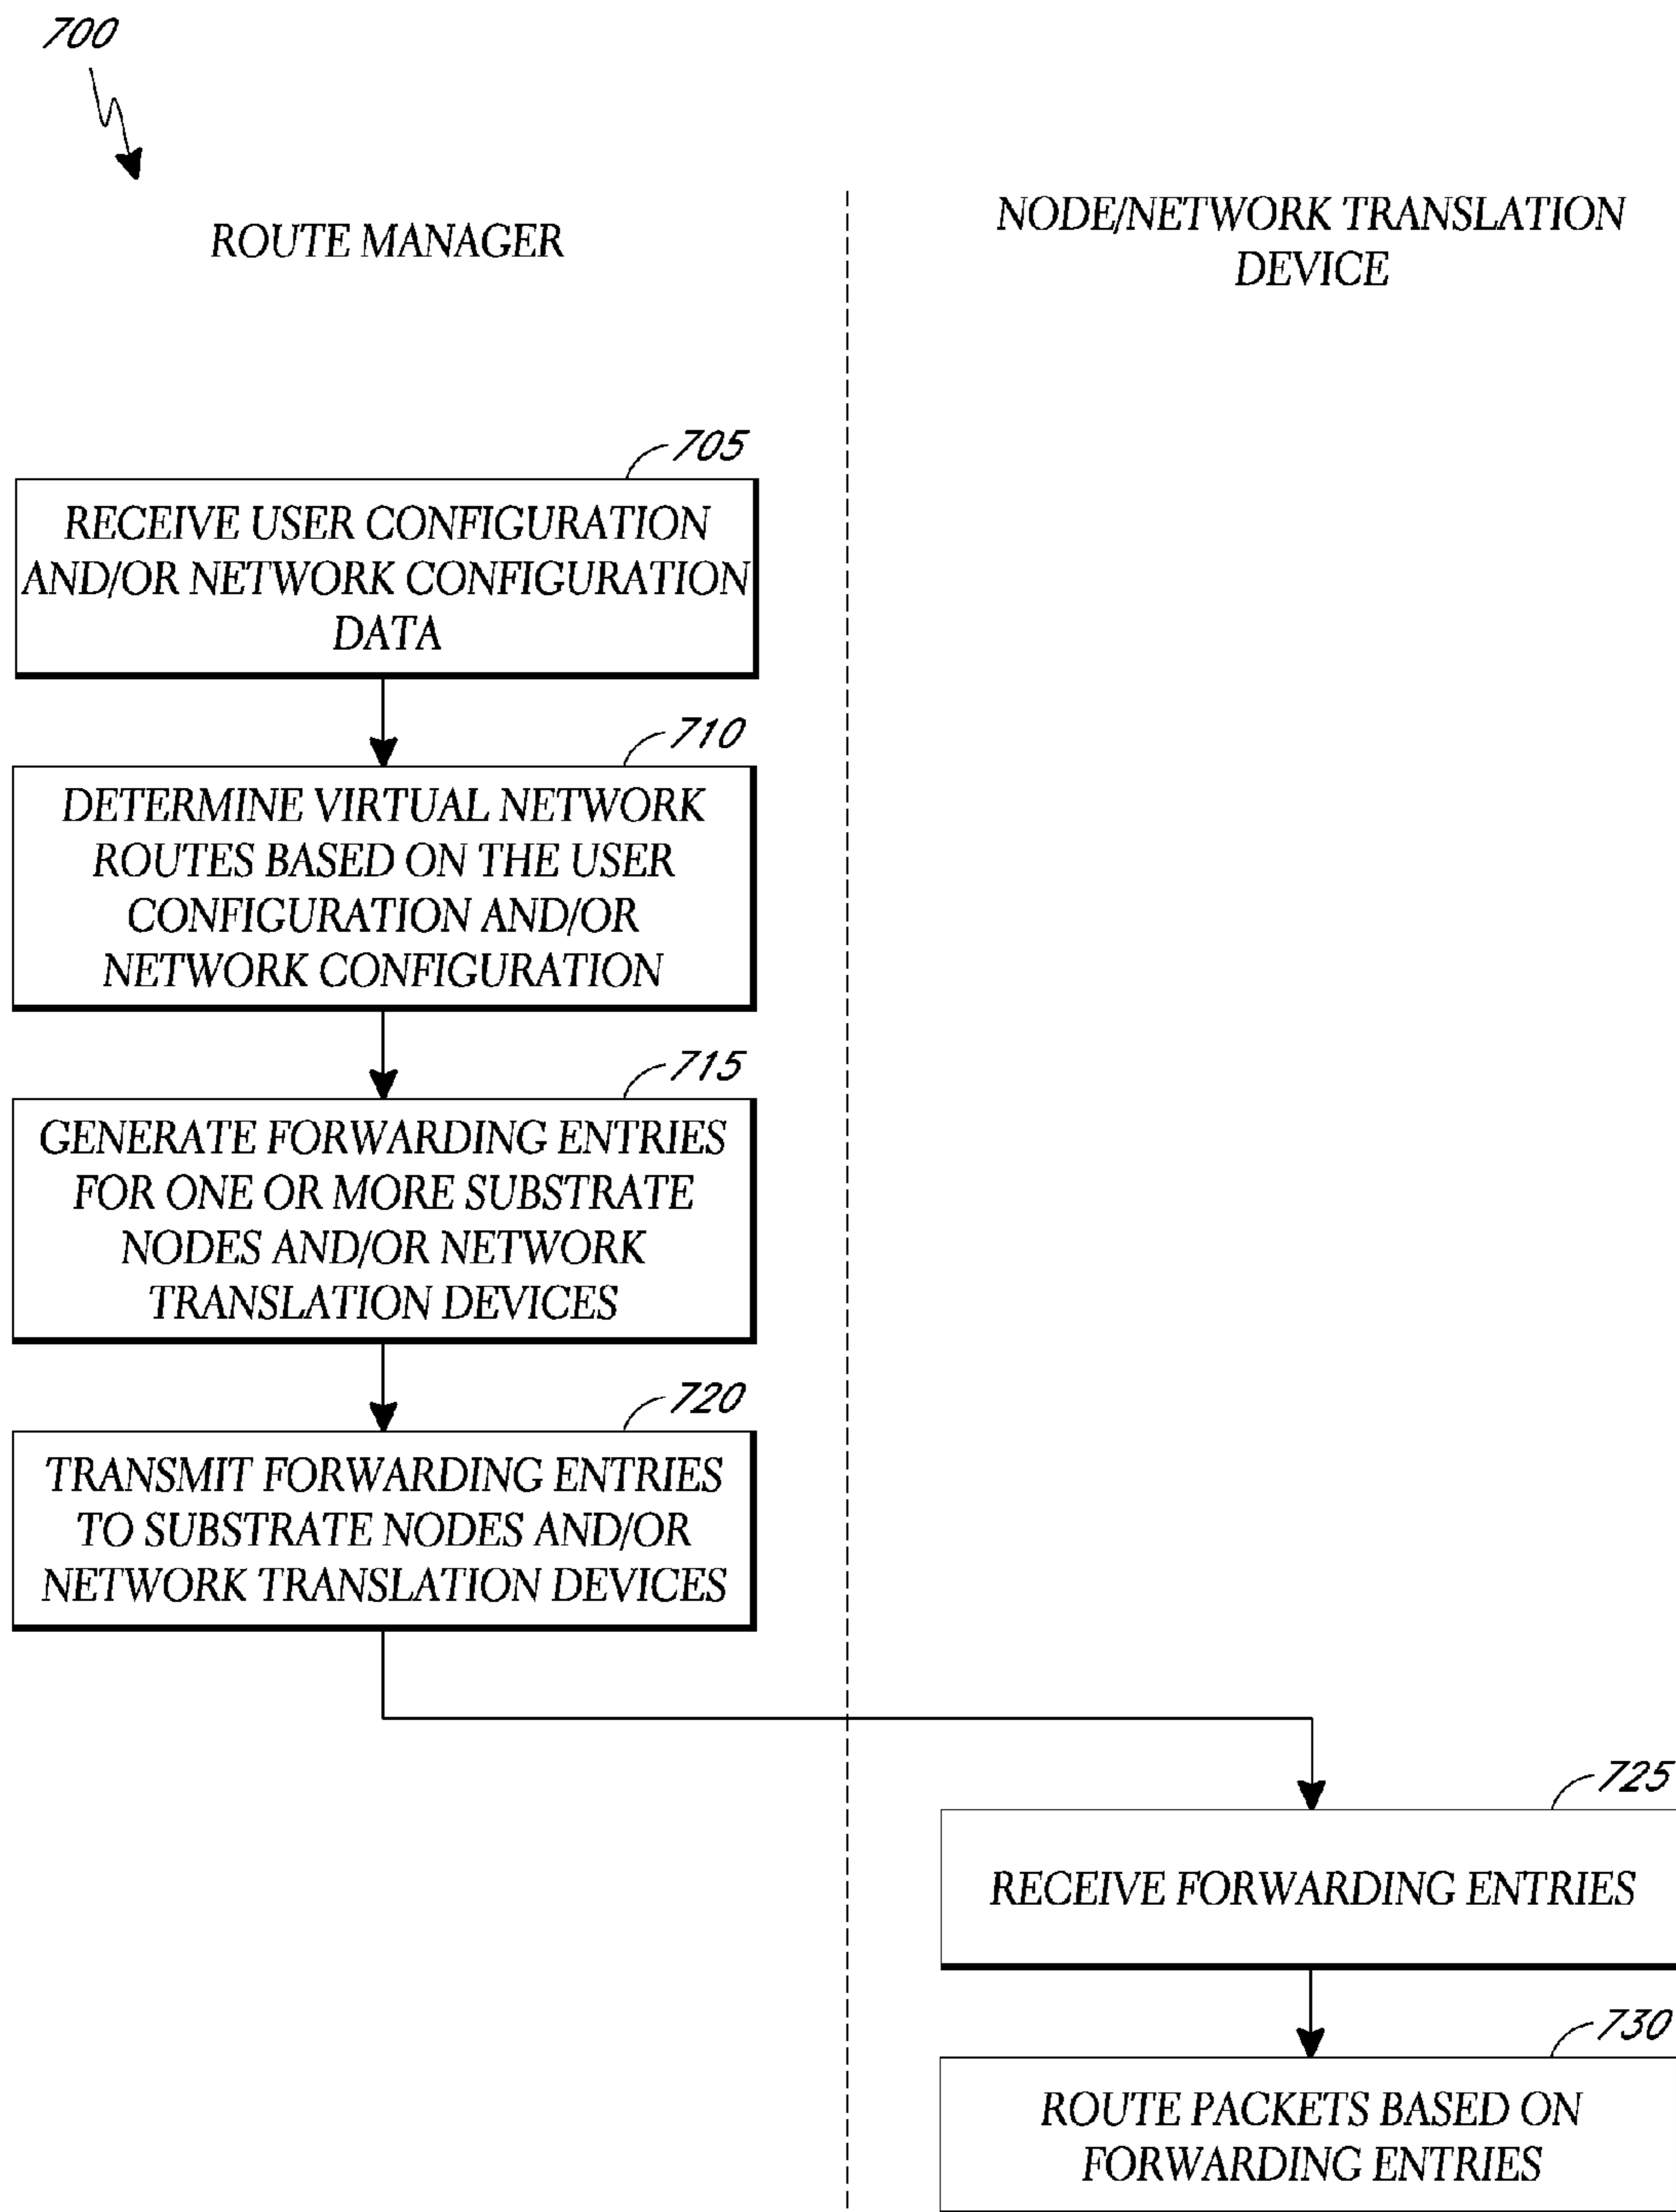 700
ROUTE MANAGER
NODE/NETWORK TRANSLATION
DEVICE
705
RECEIVE USER CONFIGURATION
AND/OR NETWORK CONFIGURATION
DATA
710
DETERMINE VIRTUAL NETWORK
ROUTES BASED ON THE USER
CONFIGURATION AND/OR
NETWORK CONFIGURATION
715
GENERATE FORWARDING ENTRIES
FOR ONE OR MORE SUBSTRATE
NODES AND/OR NETWORK
TRANSLATION DEVICES
720
TRANSMIT FORWARDING ENTRIES
TO SUBSTRATE NODES AND/OR
NETWORK TRANSLATION DEVICES
725
RECEIVE FORWARDING ENTRIES
730
ROUTE PACKETS BASED ON
FORWARDING ENTRIES